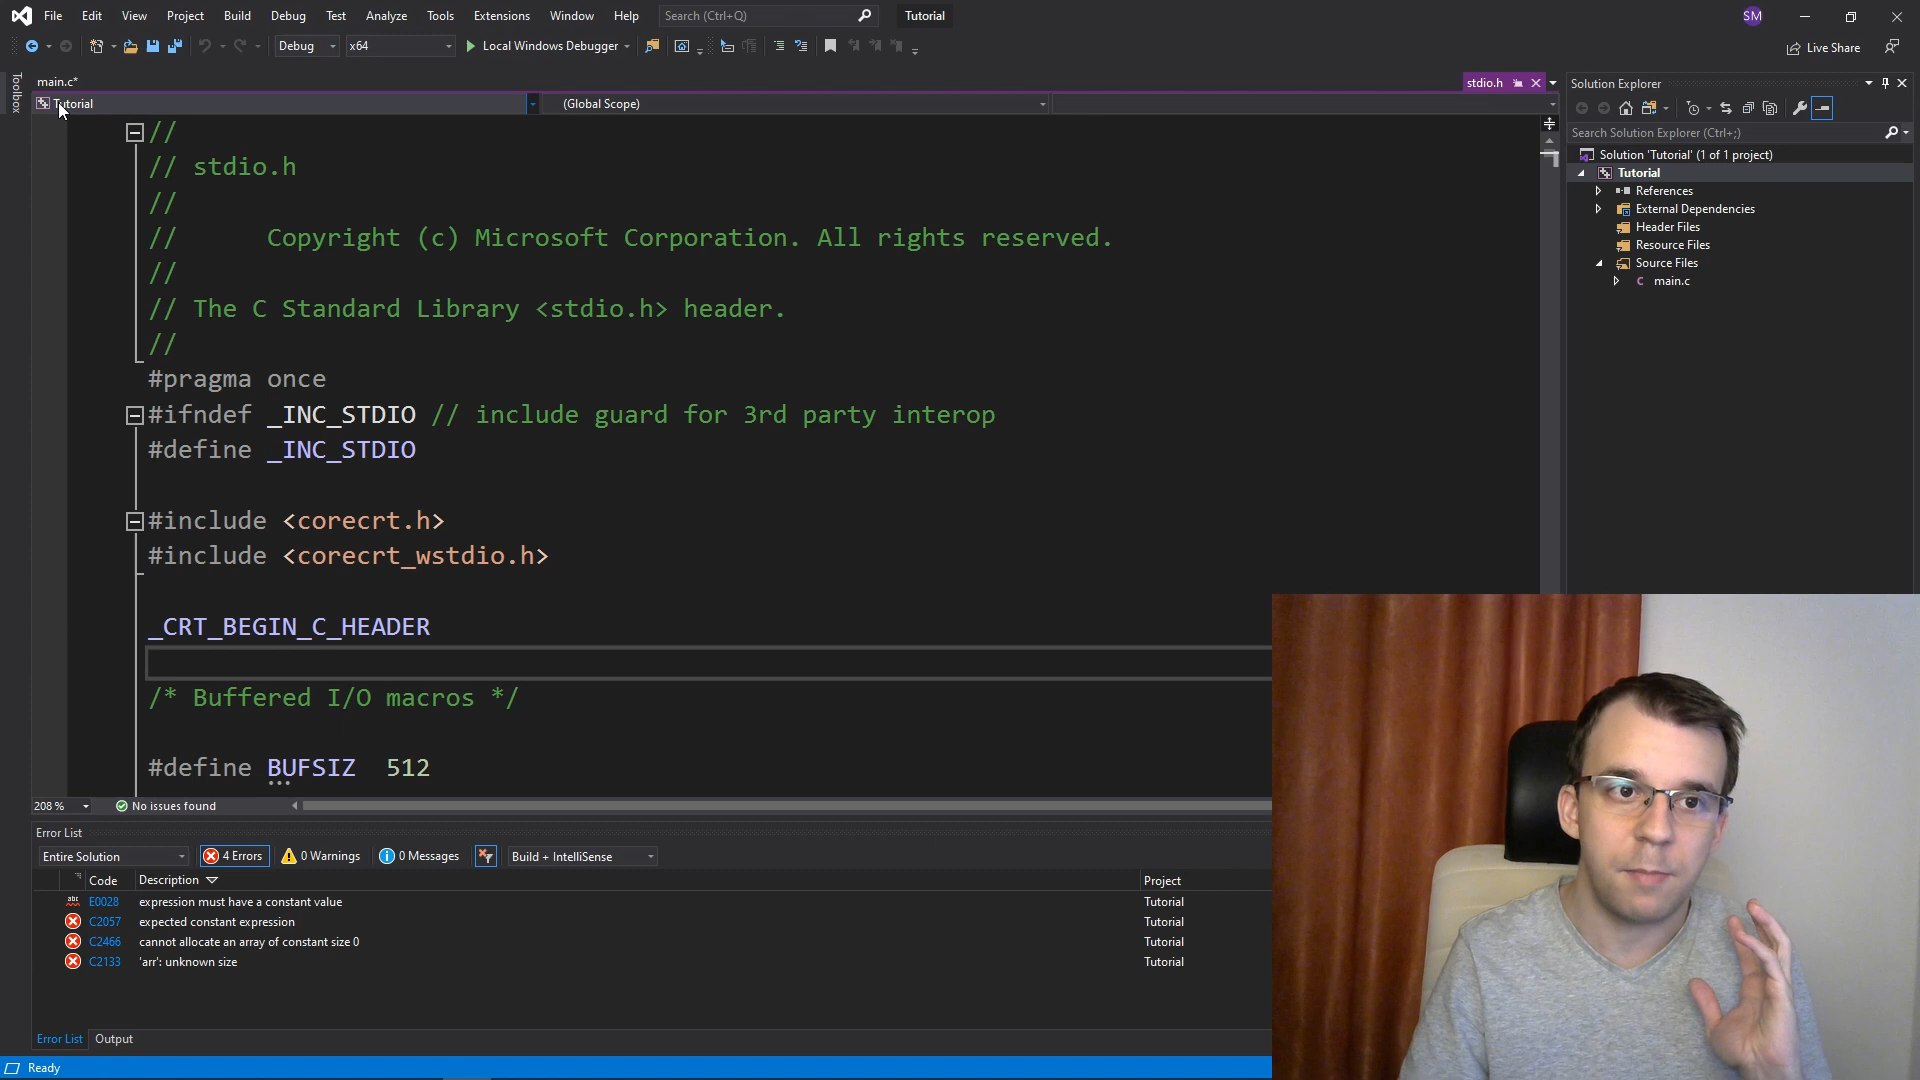 File Edit View Project Build Debug Test Analyze Tools Extensions Window Help Search (Ctrl+Q) Tutorial SM
Debug x64 Local Windows Debugger Live Share
Toolbox
main.c* stdio.h
Tutorial (Global Scope)
//
// stdio.h
//
// Copyright (c) Microsoft Corporation. All rights reserved.
//
// The C Standard Library <stdio.h> header.
//
#pragma once
#ifndef _INC_STDIO // include guard for 3rd party interop
#define _INC_STDIO
#include <corecrt.h>
#include <corecrt_wstdio.h>
_CRT_BEGIN_C_HEADER
/* Buffered I/O macros */
#define BUFSIZ 512
208 % No issues found
Solution Explorer
Search Solution Explorer (Ctrl+;)
Solution 'Tutorial' (1 of 1 project)
Tutorial
References
External Dependencies
Header Files
Resource Files
Source Files
C main.c
Error List
Entire Solution 4 Errors 0 Warnings 0 Messages Build + IntelliSense
Code Description Project
abc E0028 expression must have a constant value Tutorial
C2057 expected constant expression Tutorial
C2466 cannot allocate an array of constant size 0 Tutorial
C2133 'arr': unknown size Tutorial
Error List Output
Ready